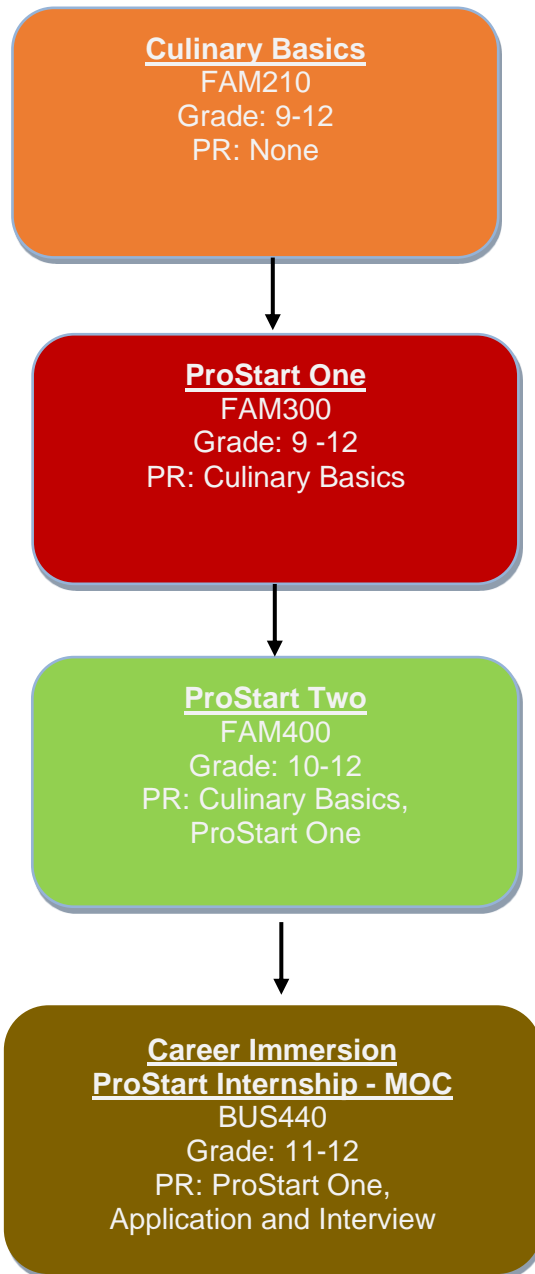 Culinary Basics
FAM210
Grade: 9-12
PR: None
ProStart One
FAM300
Grade: 9 -12
PR: Culinary Basics
ProStart Two
FAM400
Grade: 10-12
PR: Culinary Basics,
ProStart One
Career Immersion
ProStart Internship - MOC
BUS440
Grade: 11-12
PR: ProStart One,
Application and Interview